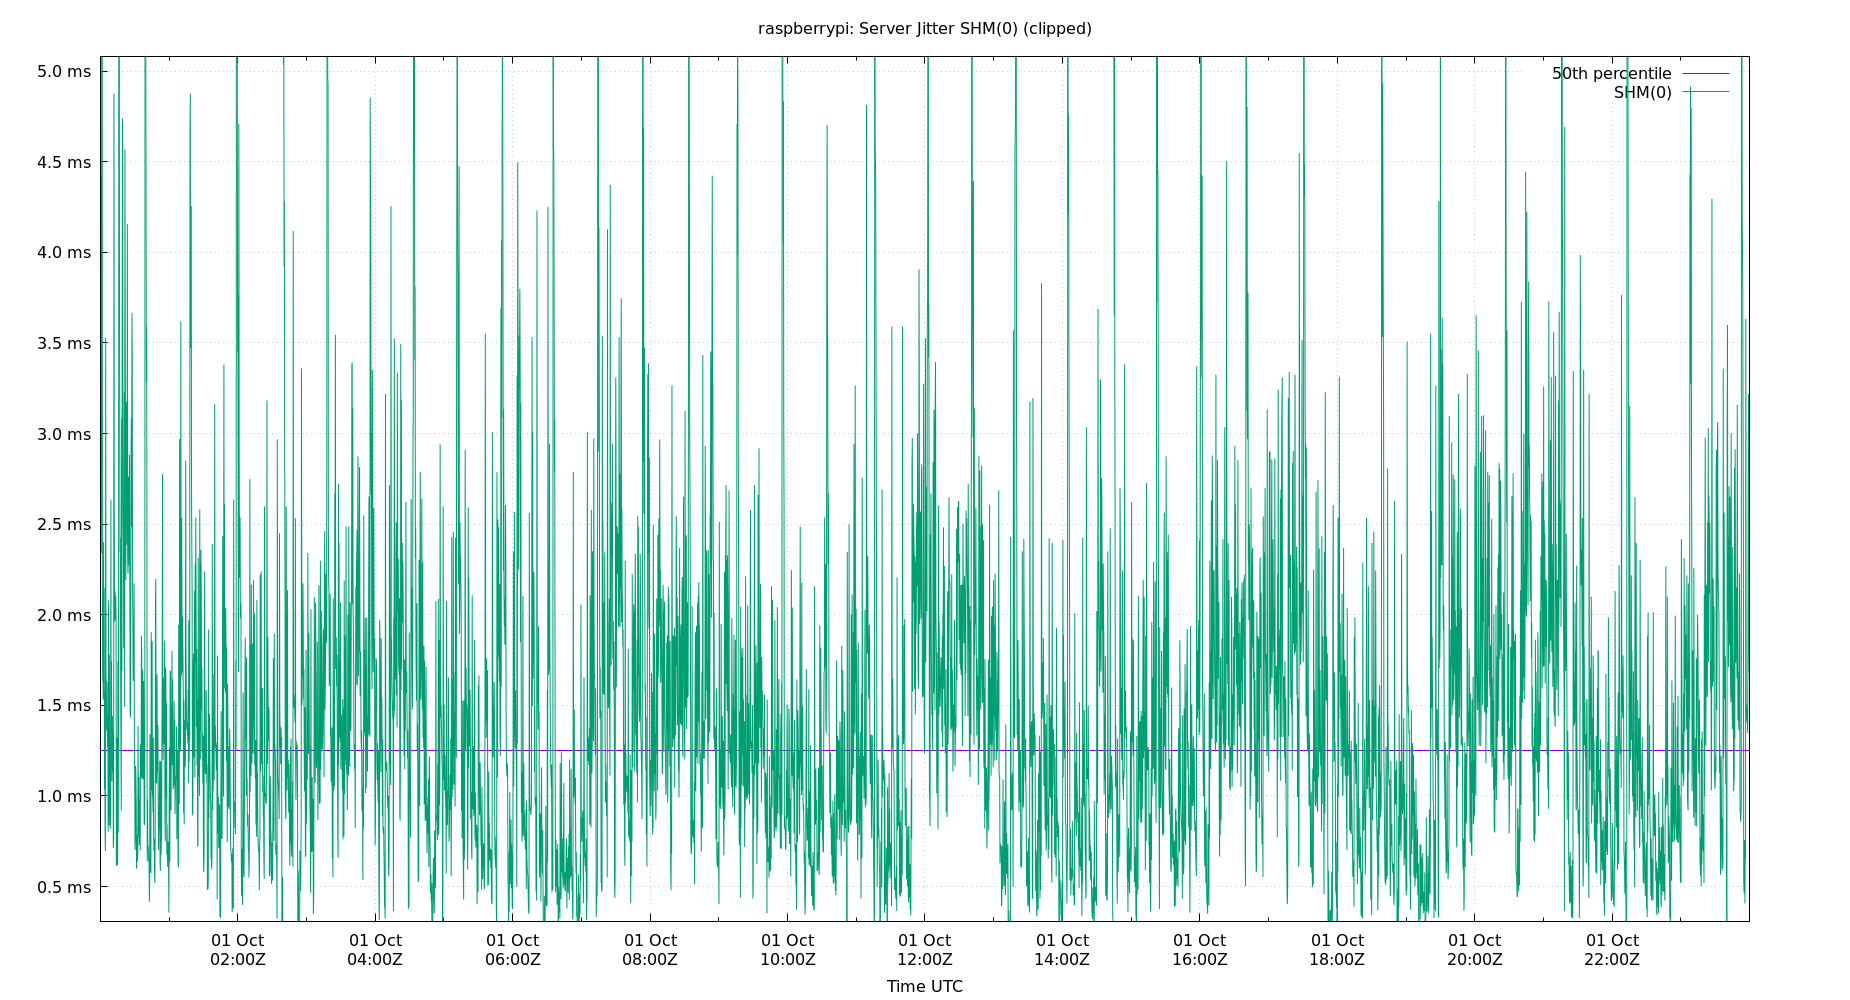 raspberrypi: Server Jitter SHM(0) (clipped)
50th percentile
SHM(0)
5.0 ms
4.5 ms
4.0 ms
3.5 ms
3.0 ms
2.5 ms
2.0 ms
1.5 ms
1.0 ms
0.5 ms
01 Oct 01 Oct 01 Oct 01 Oct 01 Oct 01 Oct 01 Oct 01 Oct 01 Oct 01 Oct 01 Oct
02:00Z 04:00Z 06:00Z 08:00Z 10:00Z 12:00Z 14:00Z 16:00Z 18:00Z 20:00Z 22:00Z
Time UTC